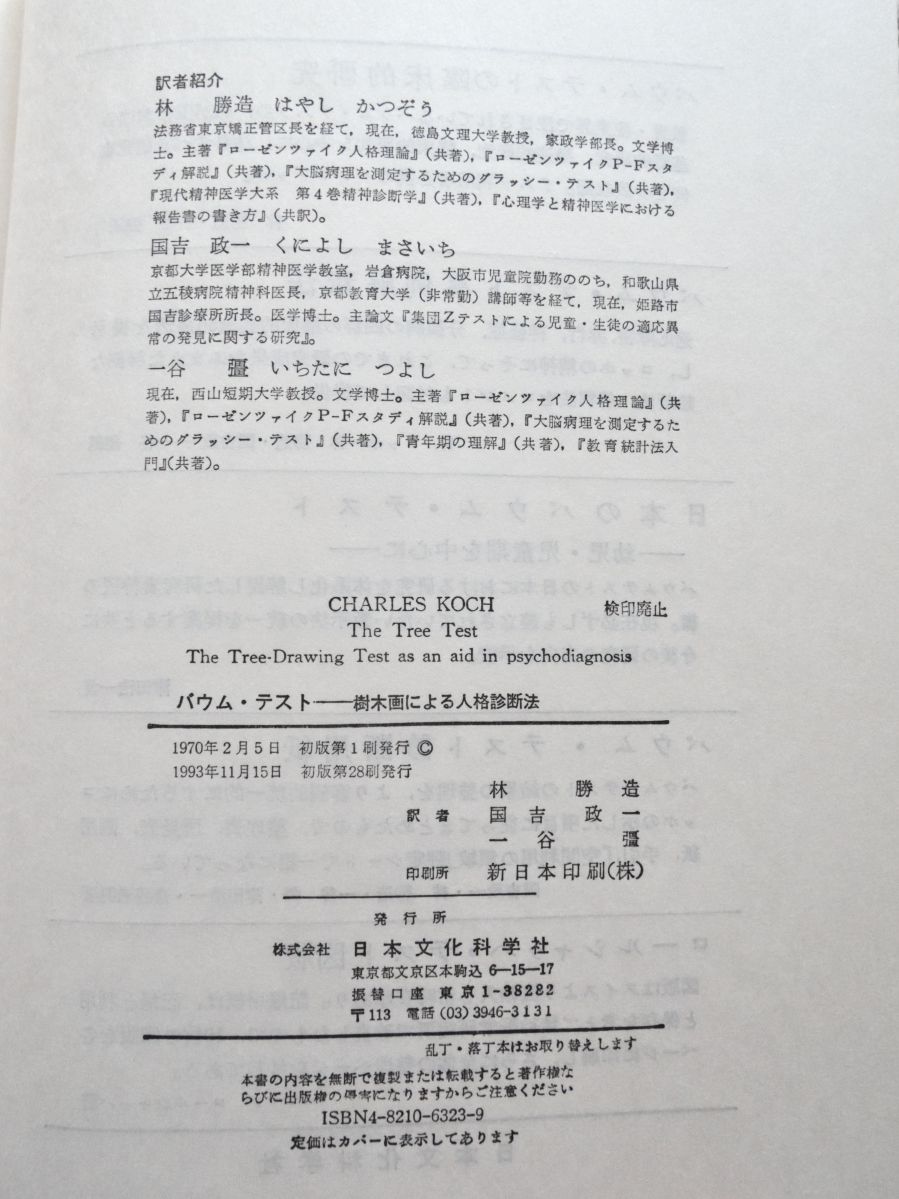 訳者紹介
林　勝造　はやし　かつぞう
法務省東京矯正管区長を経て，現在，徳島文理大学教授，家政学部長。文学博
士。主著『ローゼンツァイク人格理論』（共著），『ローゼンツァイクP-Fスタ
ディ解説』（共著），『大脳病理を測定するためのグラッシー・テスト』（共著），
『現代精神医学大系　第4巻精神診断学』（共著），『心理学と精神医学における
報告書の書き方』（共訳）。
国吉　政一　くによし　まさいち
京都大学医学部精神医学教室，岩倉病院，大阪市児童院勤務ののち，和歌山県
立五稜病院精神科医長，京都教育大学（非常勤）講師等を経て，現在，姫路市
国吉診療所所長。医学博士。主論文『集団Zテストによる児童・生徒の適応異
常の発見に関する研究』。
一谷　彊　いちたに　つよし
現在，西山短期大学教授。文学博士。主著『ローゼンツァイク人格理論』（共
著），『ローゼンツァイクP-Fスタディ解説』（共著），『大脳病理を測定するた
めのグラッシー・テスト』（共著），『青年期の理解』（共著），『教育統計法入
門』（共著）。
CHARLES KOCH　検印廃止
The Tree Test
The Tree-Drawing Test as an aid in psychodiagnosis
バウム・テスト——樹木画による人格診断法
1970年2月5日　初版第1刷発行 ©
1993年11月15日　初版第28刷発行
林　勝　造
訳者　国　吉　政　一
一　谷　彊
印刷所　新日本印刷(株)
発行所
株式会社　日本文化科学社
東京都文京区本駒込 6-15-17
振替口座 東京 1-38282
〒113 電話 (03) 3946-3131
乱丁・落丁本はお取り替えします
本書の内容を無断で複製または転載すると著作権な
らびに出版権の侵害になりますからご注意ください
ISBN4-8210-6323-9
定価はカバーに表示してあります